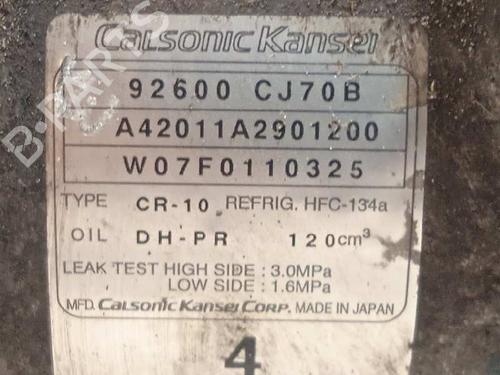 Calsonic Kansei
92600 CJ70B
A42011A2901200
W07F0110325
TYPE CR-10 REFRIG. HFC-134a
OIL DH-PR 120cm³
LEAK TEST HIGH SIDE : 3.0MPa
LOW SIDE : 1.6MPa
MFD. Calsonic Kansei Corp. MADE IN JAPAN
4
B-PARTS